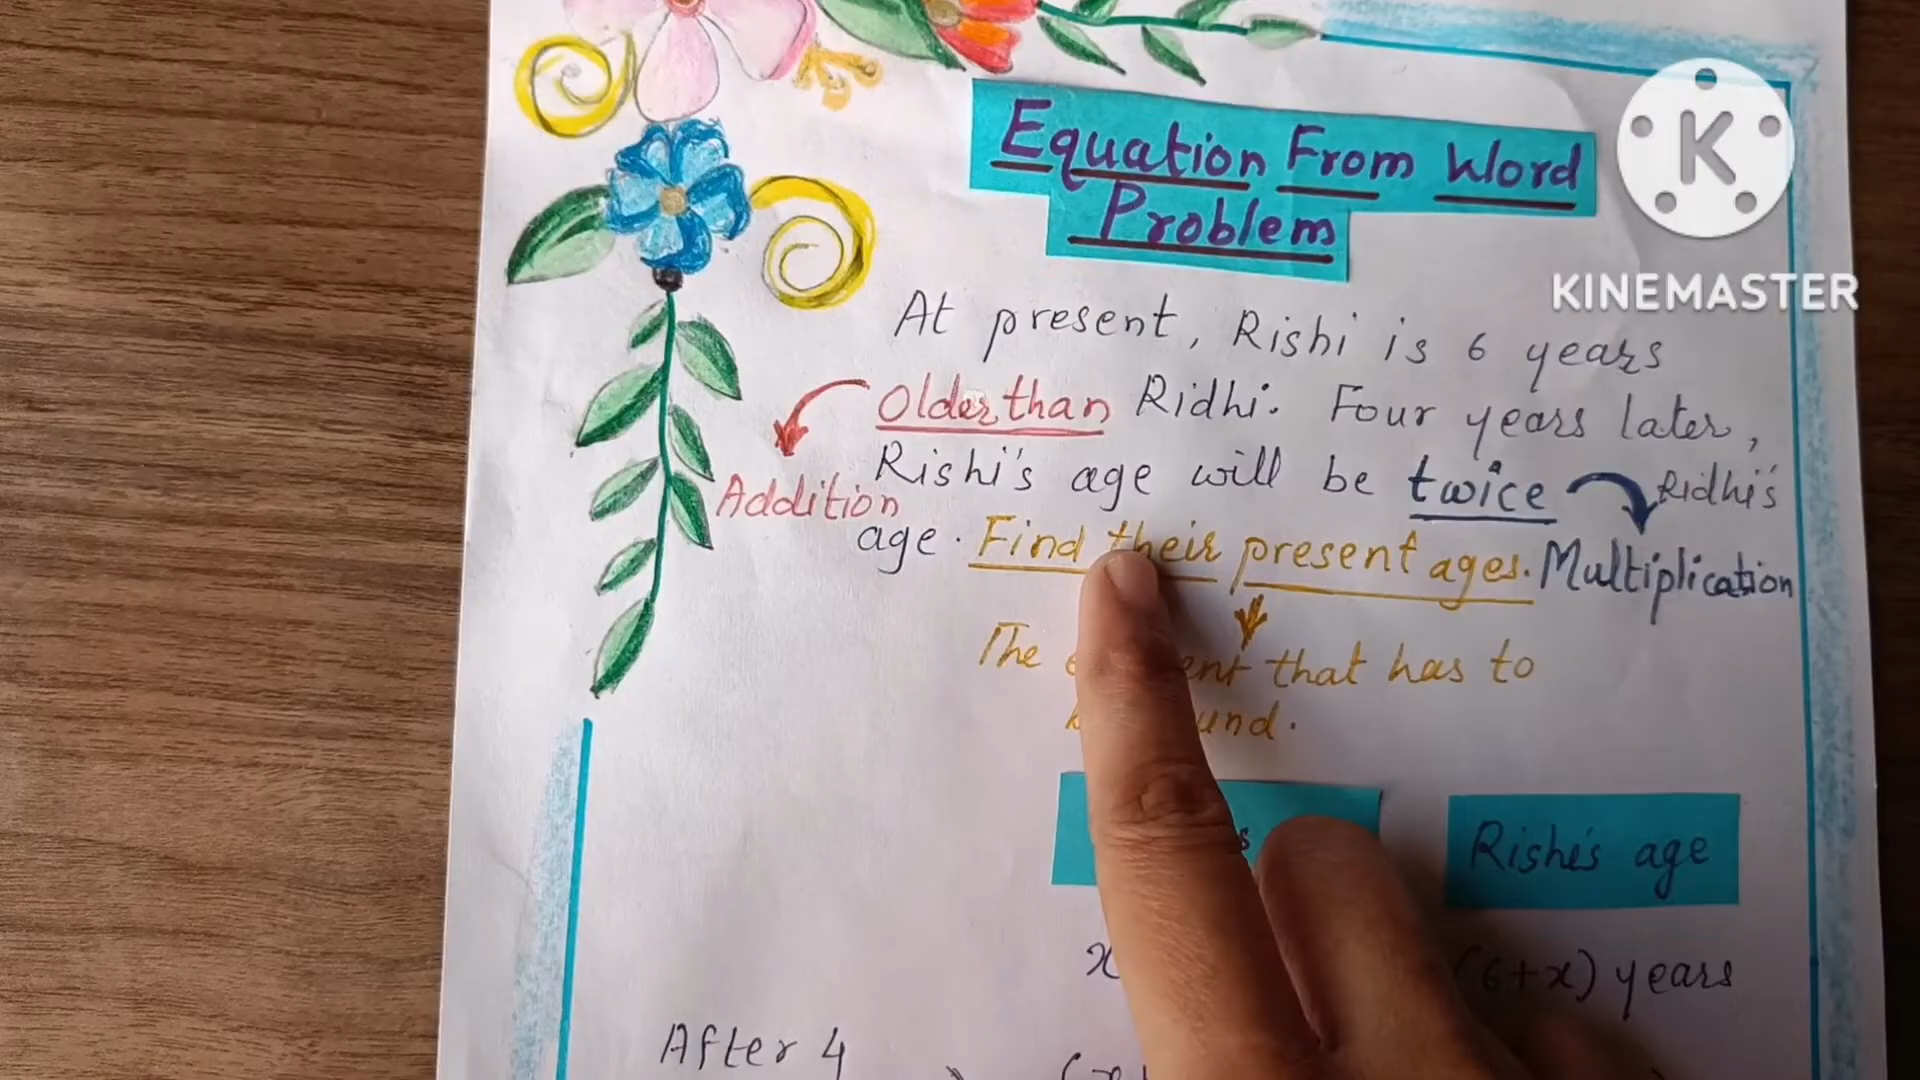 Equation From Word
Problem
K
KINEMASTER
At present, Rishi is 6 years
Older than Ridhi. Four years later,
Rishi's age will be twice Ridhi's
Addition
age. Find their present ages. Multiplication
The that has to
Rishi's age
x (6+x) years
After 4